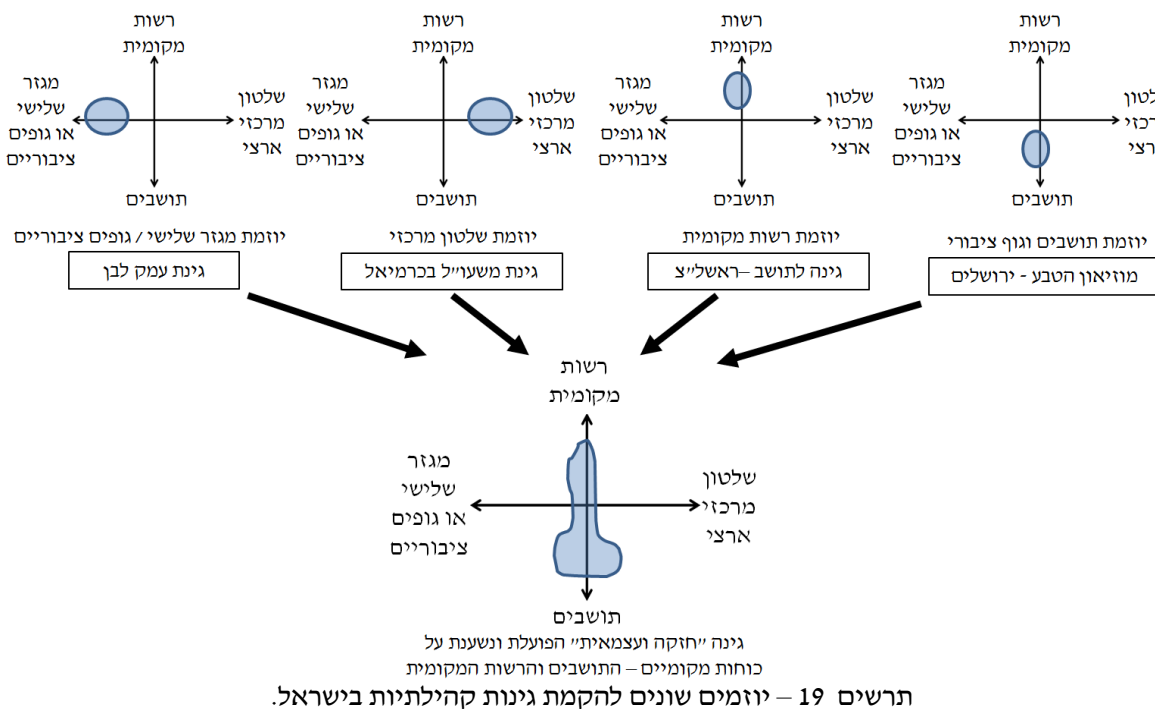 רשות
מקומית
מגזר
שלישי
או גופים
ציבוריים
שלטון
מרכזי
ארצי
תושבים
יוזמת מגזר שלישי / גופים ציבוריים
גינת עמק לבן
רשות
מקומית
מגזר
שלישי
או גופים
ציבוריים
שלטון
מרכזי
ארצי
תושבים
יוזמת שלטון מרכזי
גינת משעו"ל בכרמיאל
רשות
מקומית
מגזר
שלישי
או גופים
ציבוריים
שלטון
מרכזי
ארצי
תושבים
יוזמת רשות מקומית
גינה לתושב – ראשל"צ
רשות
מקומית
מגזר
שלישי
או גופים
ציבוריים
שלטון
מרכזי
ארצי
תושבים
יוזמת תושבים וגוף ציבורי
מוזיאון הטבע - ירושלים
רשות
מקומית
מגזר
שלישי
או גופים
ציבוריים
שלטון
מרכזי
ארצי
תושבים
גינה "חזקה ועצמאית" הפועלת ונשענת על
כוחות מקומיים – התושבים והרשות המקומית
תרשים 19 – יוזמים שונים להקמת גינות קהילתיות בישראל.